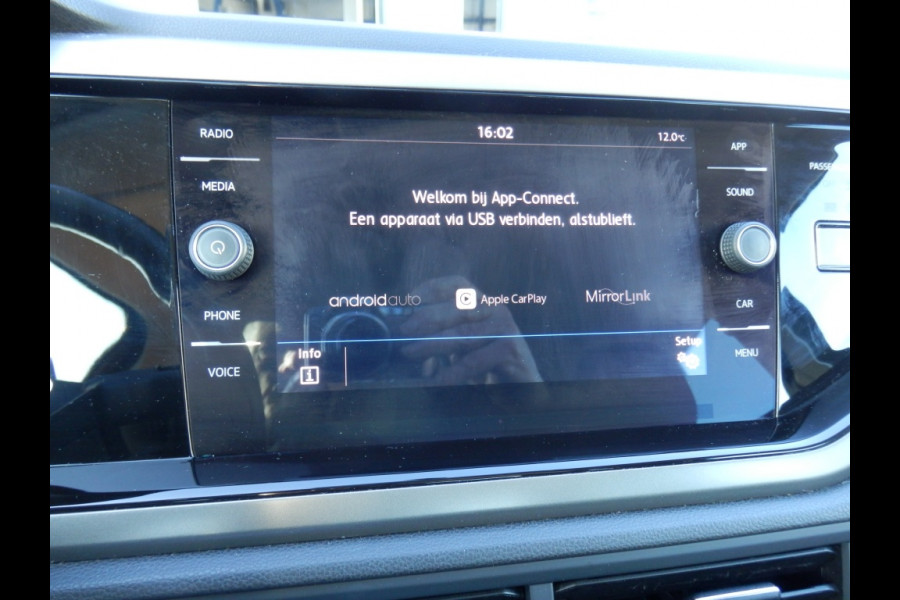 RADIO
MEDIA
PHONE
VOICE
16:02
12.0°C
Welkom bij App-Connect.
Een apparaat via USB verbinden, alstublieft.
androidauto
Apple CarPlay
MirrorLink
Info
i
Setup
APP
SOUND
CAR
MENU